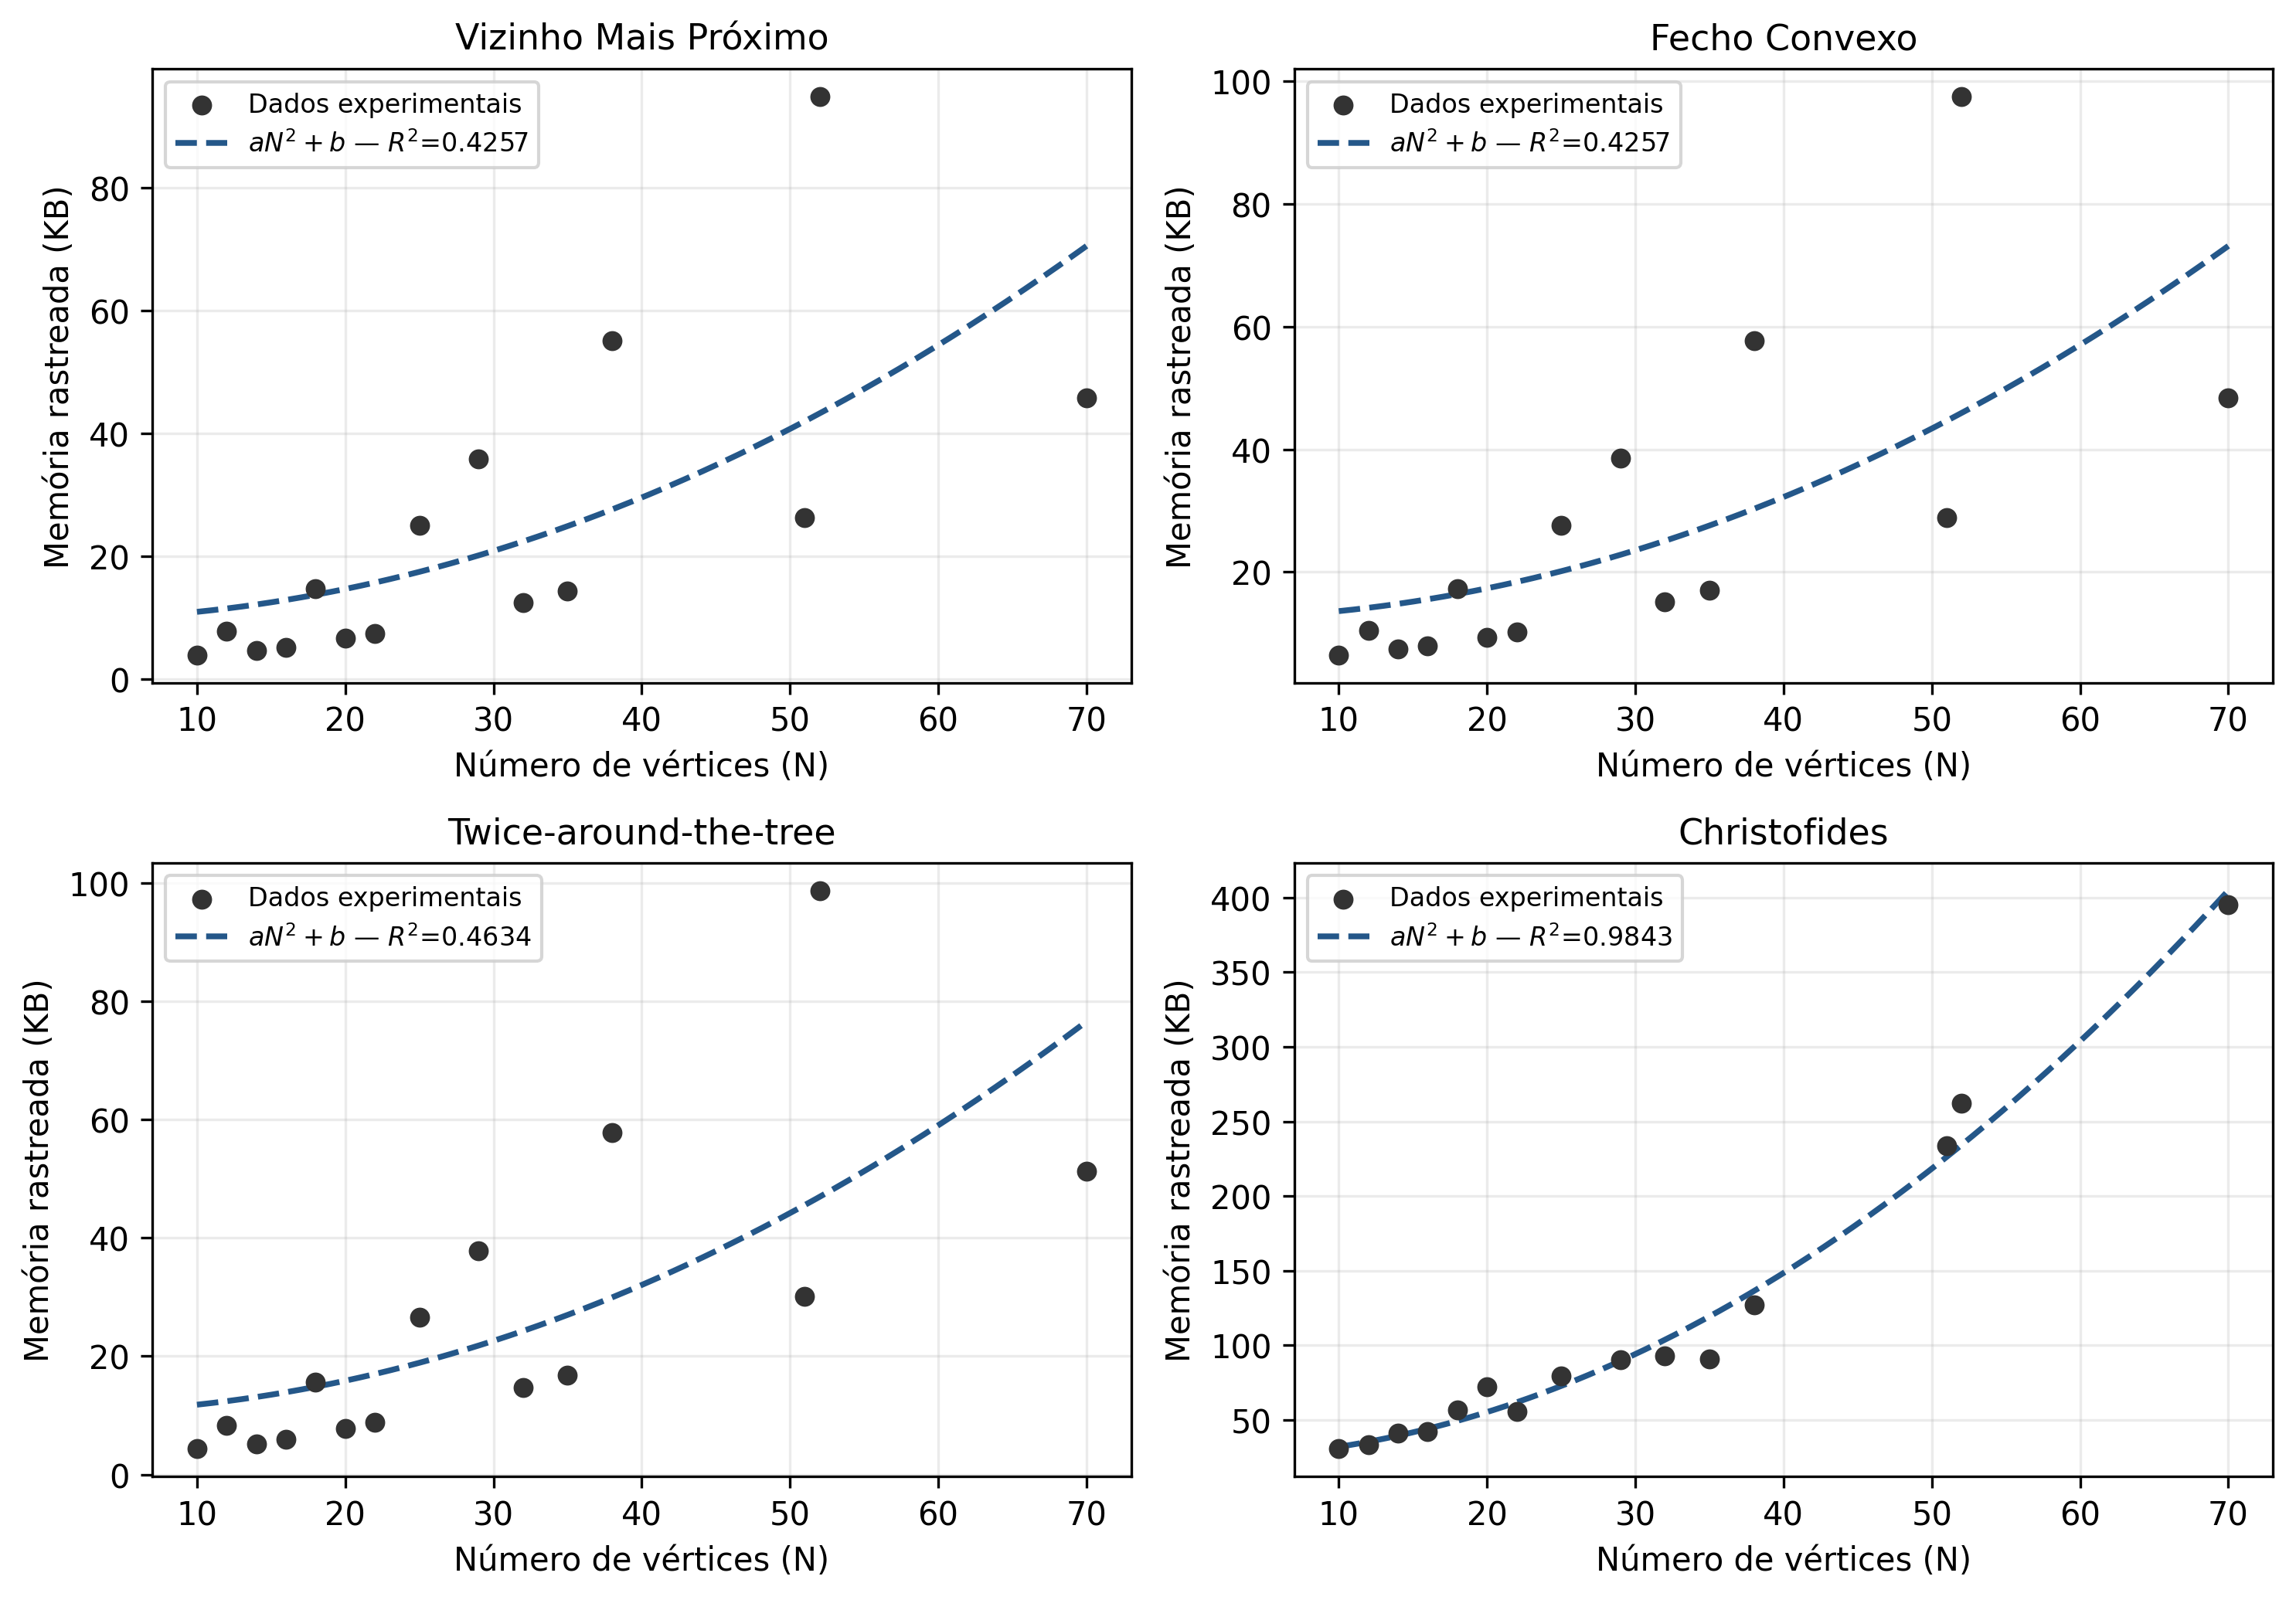 Vizinho Mais Próximo
Dados experimentais
aN² + b — R²=0.4257
Memória rastreada (KB)
80
60
40
20
0
10 20 30 40 50 60 70
Número de vértices (N)
Fecho Convexo
Dados experimentais
aN² + b — R²=0.4257
Memória rastreada (KB)
100
80
60
40
20
10 20 30 40 50 60 70
Número de vértices (N)
Twice-around-the-tree
Dados experimentais
aN² + b — R²=0.4634
Memória rastreada (KB)
100
80
60
40
20
0
10 20 30 40 50 60 70
Número de vértices (N)
Christofides
Dados experimentais
aN² + b — R²=0.9843
Memória rastreada (KB)
400
350
300
250
200
150
100
50
10 20 30 40 50 60 70
Número de vértices (N)